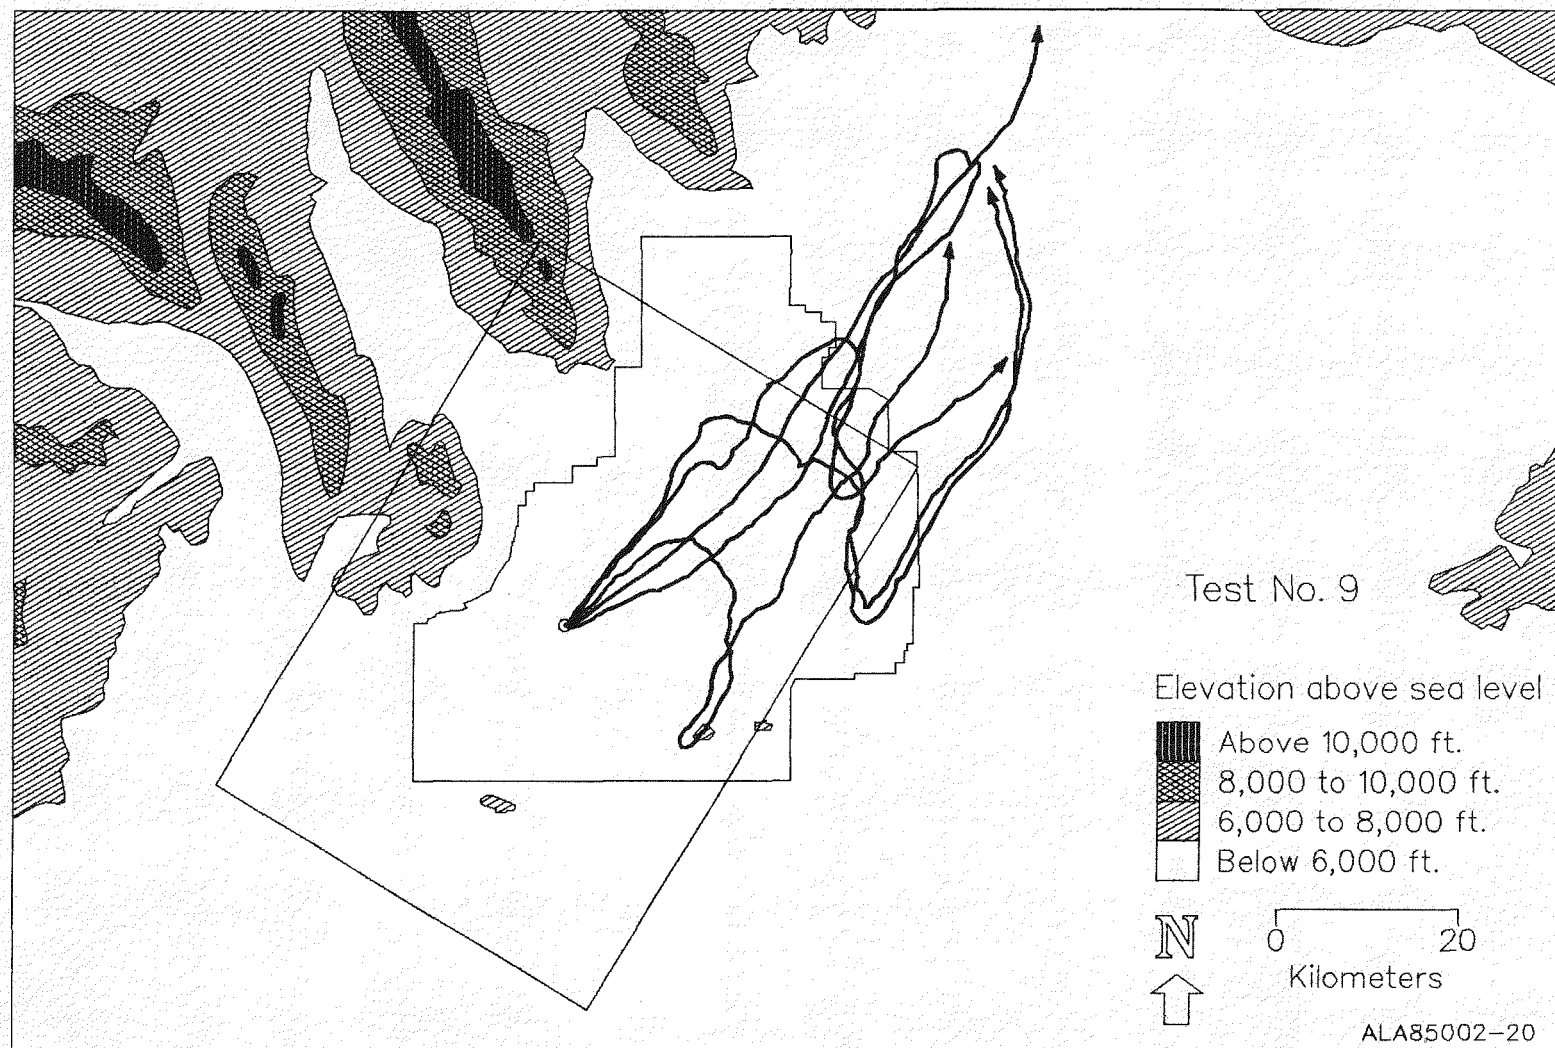 Test No. 9
Elevation above sea level
Above 10,000 ft.
8,000 to 10,000 ft.
6,000 to 8,000 ft.
Below 6,000 ft.
N
0 20
Kilometers
ALA85002-20